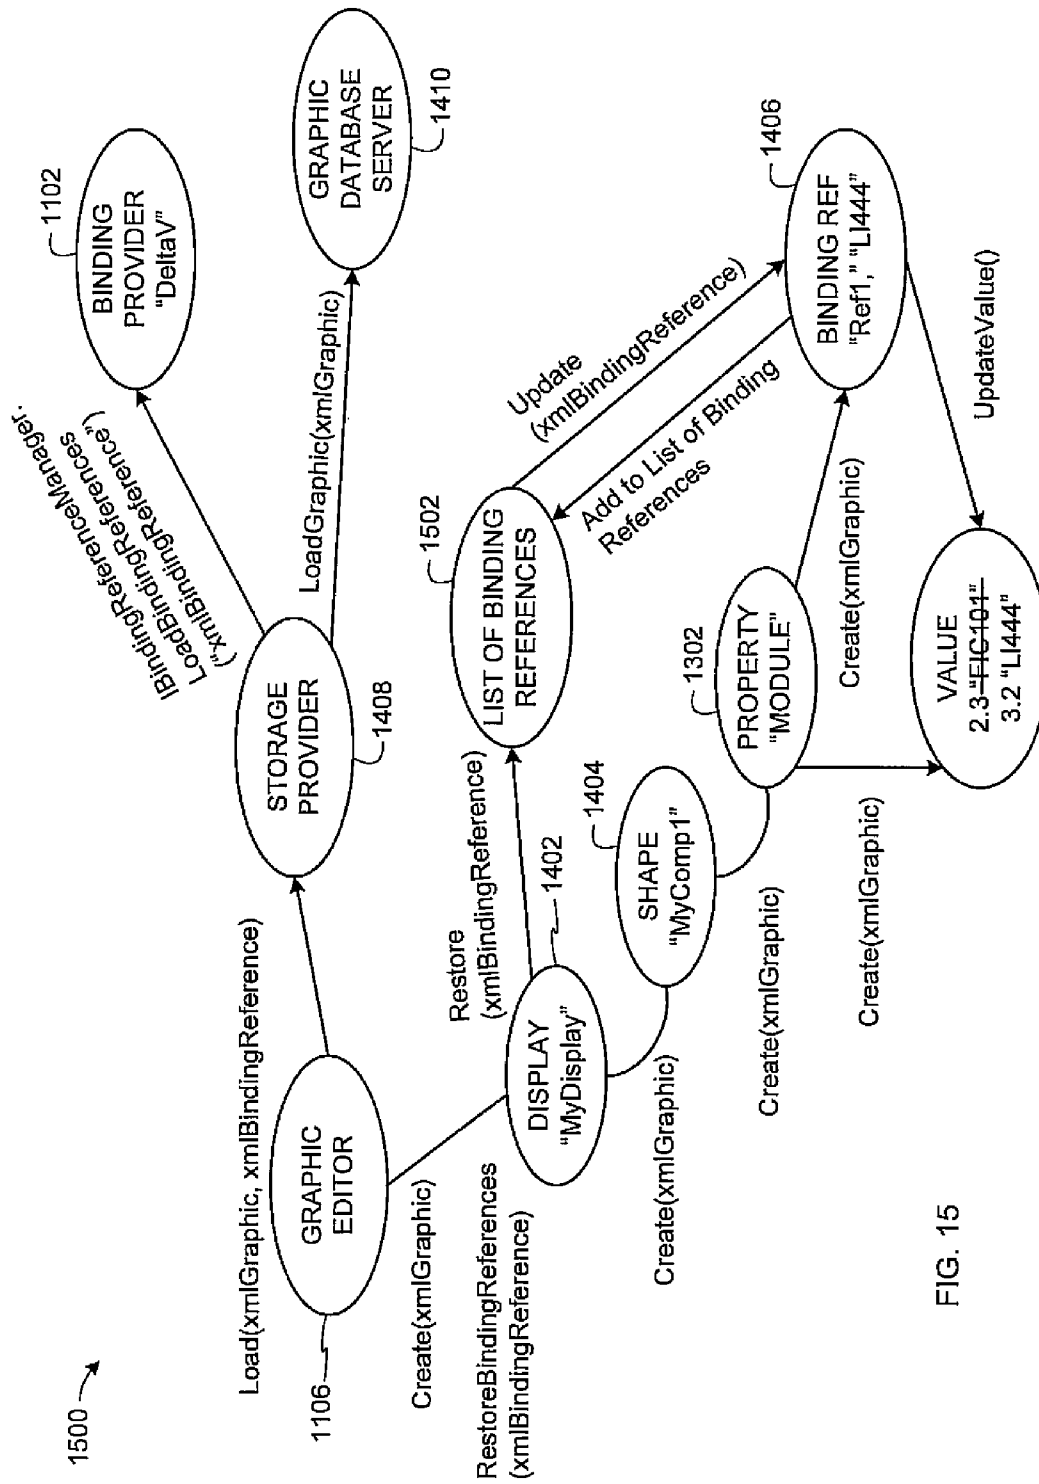 1500
1106
GRAPHIC
EDITOR
Load(xmlGraphic, xmlBindingReference)
STORAGE
PROVIDER
1408
IBindingReferenceManager.
LoadBindingReferences
("xmlBindingReference")
BINDING
PROVIDER
"DeltaV"
1102
LoadGraphic(xmlGraphic)
GRAPHIC
DATABASE
SERVER
1410
Create(xmlGraphic)
RestoreBindingReferences
(xmlBindingReference)
DISPLAY
"MyDisplay"
1402
Restore
(xmlBindingReference)
LIST OF BINDING
REFERENCES
1502
Update
(xmlBindingReference)
Add to List of Binding
References
Create(xmlGraphic)
SHAPE
"MyComp1"
1404
Create(xmlGraphic)
PROPERTY
"MODULE"
1302
Create(xmlGraphic)
BINDING REF
"Ref1," "LI444"
1406
Create(xmlGraphic)
UpdateValue()
VALUE
2.3 "FIC101"
3.2 "LI444"
FIG. 15